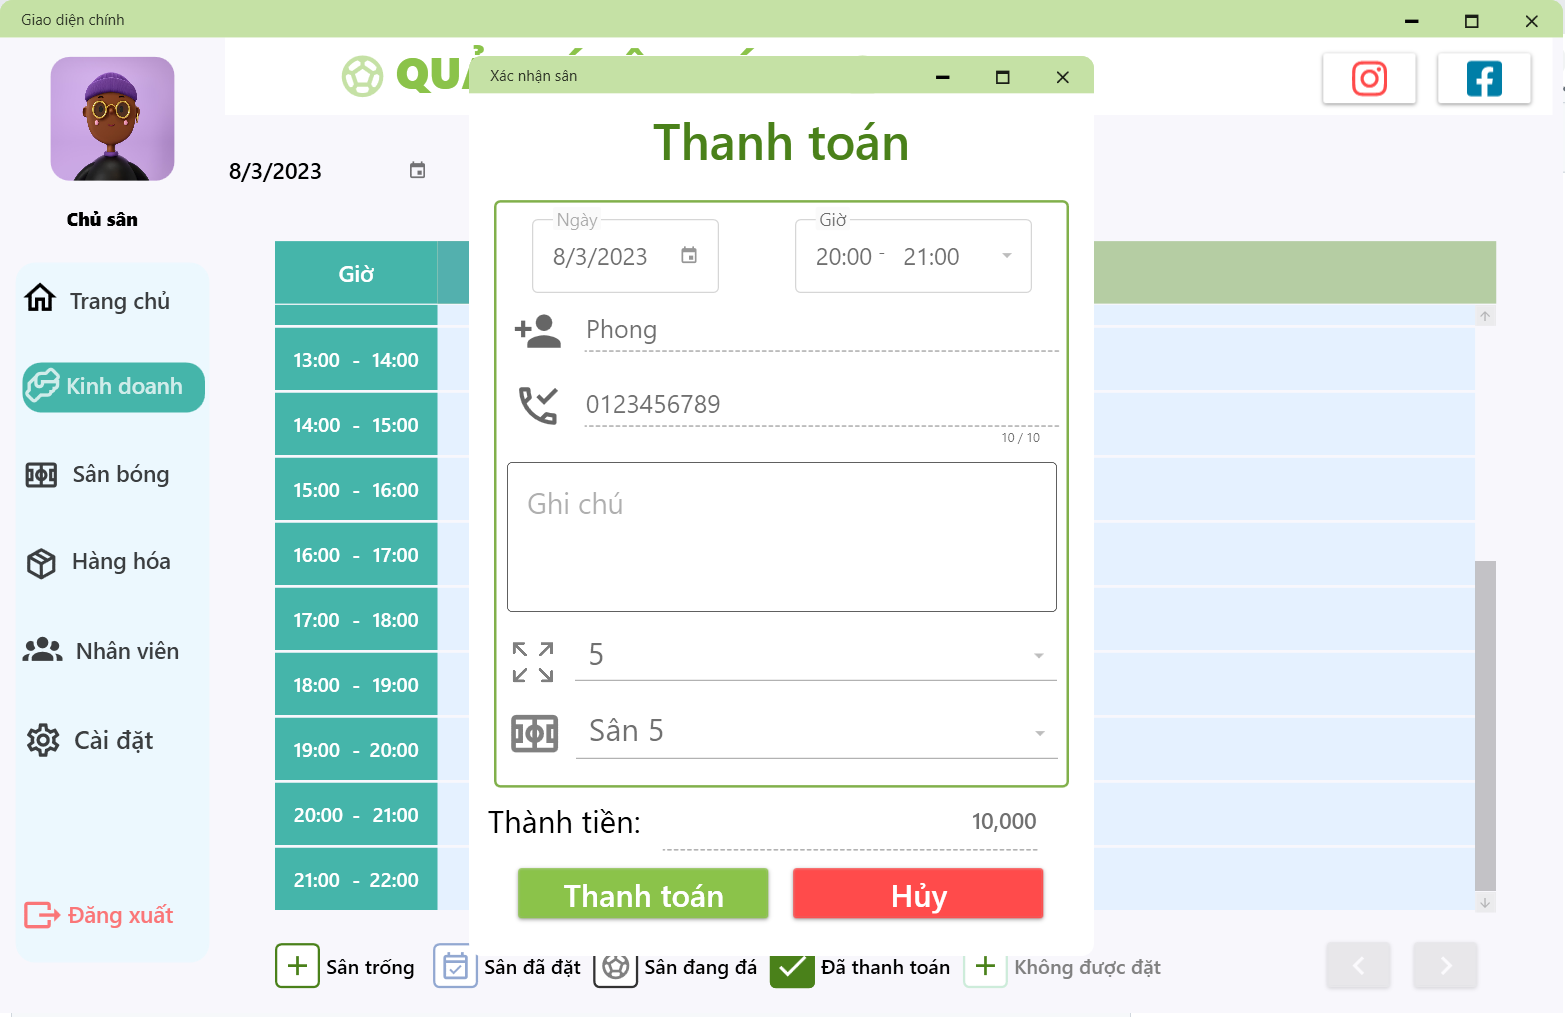 Giao diện chính
Xác nhận sân
Thanh toán
8/3/2023
Chủ sân
Trang chủ
Kinh doanh
Sân bóng
Hàng hóa
Nhân viên
Cài đặt
Đăng xuất
Giờ
13:00 - 14:00
14:00 - 15:00
15:00 - 16:00
16:00 - 17:00
17:00 - 18:00
18:00 - 19:00
19:00 - 20:00
20:00 - 21:00
21:00 - 22:00
Ngày
8/3/2023
Giờ
20:00 - 21:00
Phong
0123456789
10 / 10
Ghi chú
5
Sân 5
Thành tiền: 10,000
Thanh toán Hủy
Sân trống Sân đã đặt Sân đang đá Đã thanh toán Không được đặt